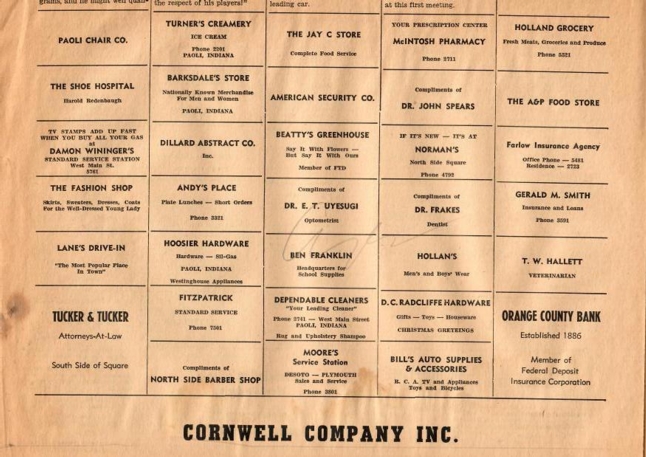 the respect of his players!"
leading car.
at this first meeting.
PAOLI CHAIR CO.
THE SHOE HOSPITAL
Harold Redenbaugh
TV STAMPS ADD UP FAST
WHEN YOU BUY ALL YOUR GAS
at
DAMON WININGER'S
STANDARD SERVICE STATION
West Main St.
5781
THE FASHION SHOP
Skirts, Sweaters, Dresses, Coats
For the Well-Dressed Young Lady
LANE'S DRIVE-IN
"The Most Popular Place
In Town"
TUCKER & TUCKER
Attorneys-At-Law
South Side of Square
TURNER'S CREAMERY
ICE CREAM
Phone 2201
PAOLI, INDIANA
BARKSDALE'S STORE
Nationally Known Merchandise
For Men and Women
PAOLI, INDIANA
DILLARD ABSTRACT CO.
Inc.
ANDY'S PLACE
Plate Lunches — Short Orders
Phone 3321
HOOSIER HARDWARE
Hardware — Sil-Gas
PAOLI, INDIANA
Westinghouse Appliances
FITZPATRICK
STANDARD SERVICE
Phone 7561
Compliments of
NORTH SIDE BARBER SHOP
THE JAY C STORE
Complete Food Service
AMERICAN SECURITY CO.
BEATTY'S GREENHOUSE
Say It With Flowers —
But Say It With Ours
Member of FTD
Compliments of
DR. E. T. UYESUGI
Optometrist
BEN FRANKLIN
Headquarters for
School Supplies
DEPENDABLE CLEANERS
"Your Leading Cleaner"
Phone 2741 — West Main Street
PAOLI, INDIANA
Rug and Upholstery Shampoo
MOORE'S
Service Station
DESOTO — PLYMOUTH
Sales and Service
Phone 3801
YOUR PRESCRIPTION CENTER
McINTOSH PHARMACY
Phone 2711
Compliments of
DR. JOHN SPEARS
IF IT'S NEW — IT'S AT
NORMAN'S
North Side Square
Phone 4792
Compliments of
DR. FRAKES
Dentist
HOLLAN'S
Men's and Boys' Wear
D. C. RADCLIFFE HARDWARE
Gifts — Toys — Houseware
CHRISTMAS GREETINGS
BILL'S AUTO SUPPLIES
& ACCESSORIES
R. C. A. TV and Appliances
Toys and Bicycles
HOLLAND GROCERY
Fresh Meats, Groceries and Produce
Phone 5321
THE A&P FOOD STORE
Farlow Insurance Agency
Office Phone — 5481
Residence — 2723
GERALD M. SMITH
Insurance and Loans
Phone 3591
T. W. HALLETT
VETERINARIAN
ORANGE COUNTY BANK
Established 1886
Member of
Federal Deposit
Insurance Corporation
CORNWELL COMPANY INC.